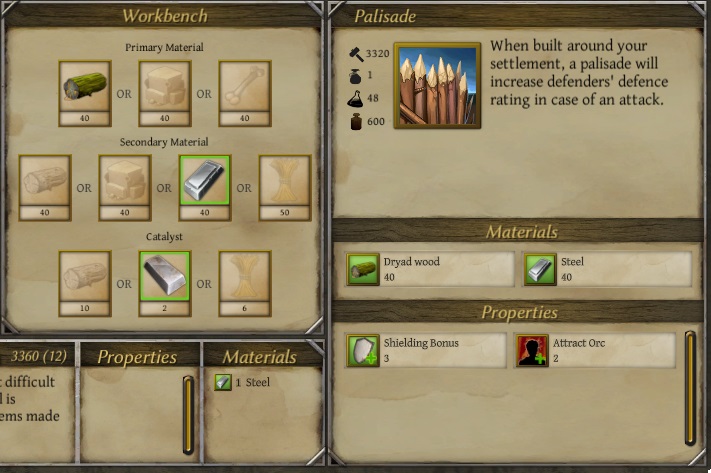 Workbench
Primary Material
40 OR 40 OR 40
Secondary Material
40 OR 40 OR 40 OR 50
Catalyst
10 OR 2 OR 6
3360 (12)
t difficult
l is
ems made
Properties
Materials
1 Steel
Palisade
3320
1
48
600
When built around your
settlement, a palisade will
increase defenders' defence
rating in case of an attack.
Materials
Dryad wood
40
Steel
40
Properties
Shielding Bonus
3
Attract Orc
2